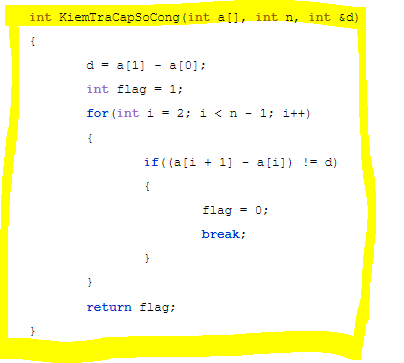 int KiemTraCapSoCong(int a[], int n, int &d)
{
d = a[1] - a[0];
int flag = 1;
for(int i = 2; i < n - 1; i++)
{
if((a[i + 1] - a[i]) != d)
{
flag = 0;
break;
}
}
return flag;
}